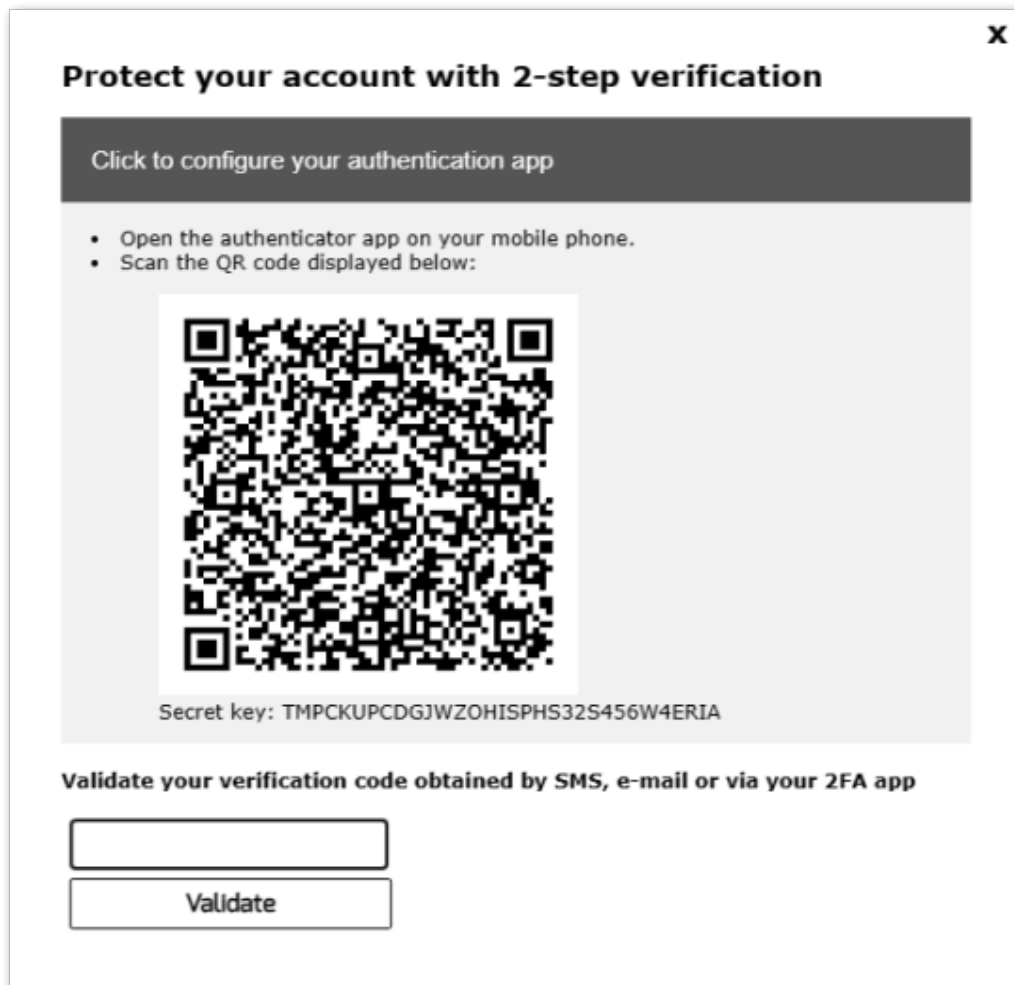 X
Protect your account with 2-step verification
Click to configure your authentication app
• Open the authenticator app on your mobile phone.
• Scan the QR code displayed below:
Secret key: TMPCKUPCDGJWZOHISPHS32S456W4ERIA
Validate your verification code obtained by SMS, e-mail or via your 2FA app
Validate